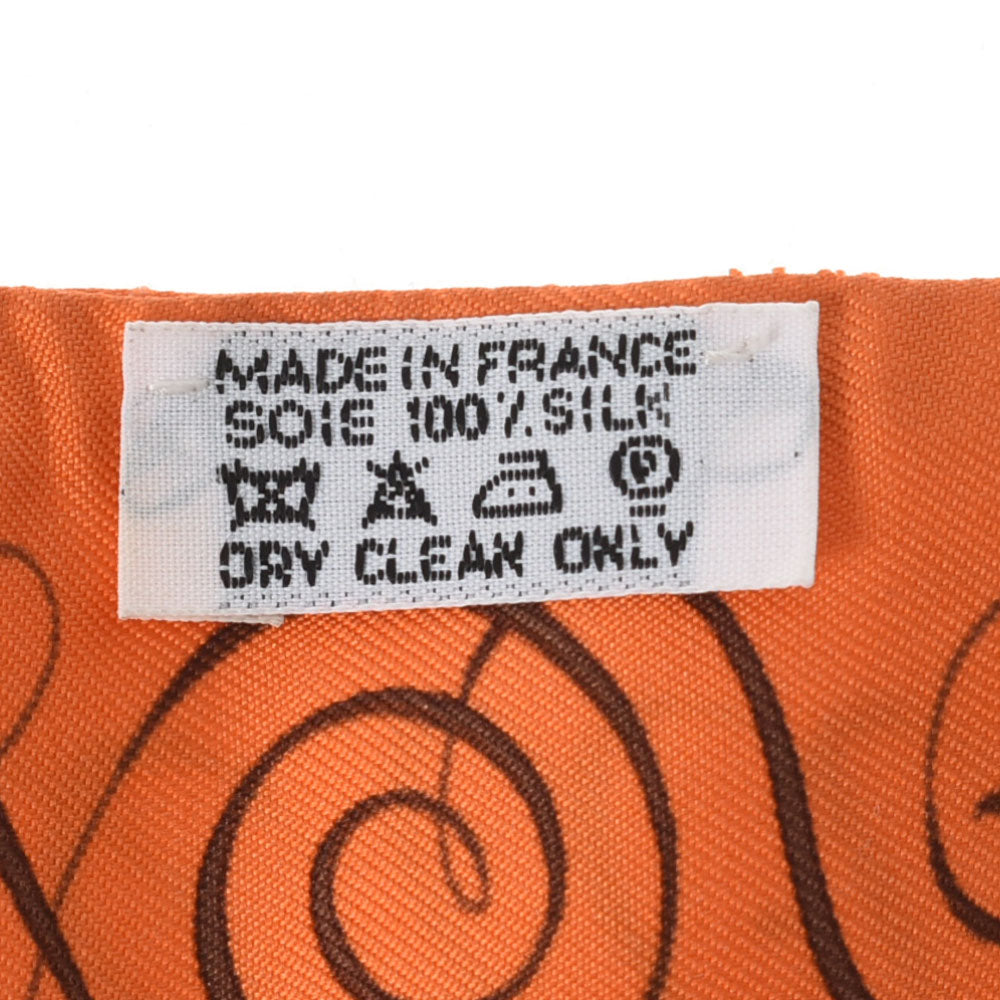 MADE IN FRANCE
SOIE 100% SILK
P
DRY CLEAN ONLY